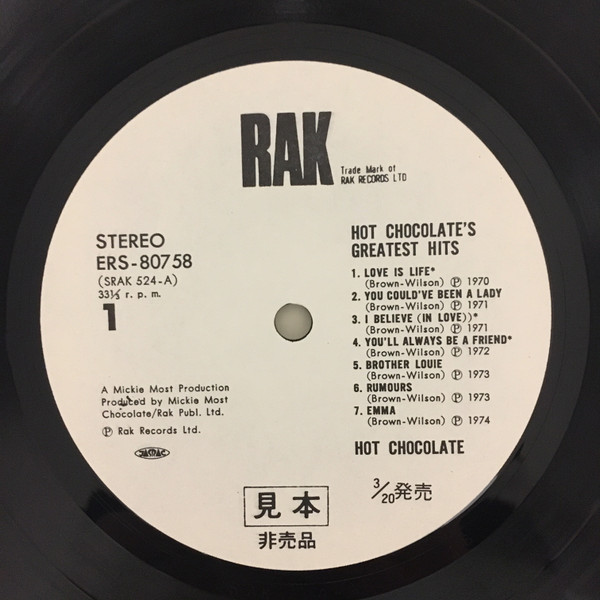 RAK
Trade Mark of
RAK RECORDS LTD
STEREO
ERS-80758
(SRAK 524-A)
33⅓ r. p. m.
1
HOT CHOCOLATE'S
GREATEST HITS
1. LOVE IS LIFE*
(Brown-Wilson) Ⓟ 1970
2. YOU COULD'VE BEEN A LADY
(Brown-Wilson) Ⓟ 1971
3. I BELIEVE (IN LOVE))*
(Brown-Wilson) Ⓟ 1971
4. YOU'LL ALWAYS BE A FRIEND*
(Brown-Wilson) Ⓟ 1972
5. BROTHER LOUIE
(Brown-Wilson) Ⓟ 1973
6. RUMOURS
(Brown-Wilson) Ⓟ 1973
7. EMMA
(Brown-Wilson) Ⓟ 1974
A Mickie Most Production
Produced by Mickie Most
Chocolate/Rak Publ. Ltd.
Ⓟ Rak Records Ltd.
JASRAC
HOT CHOCOLATE
3/20発売
見本
非売品